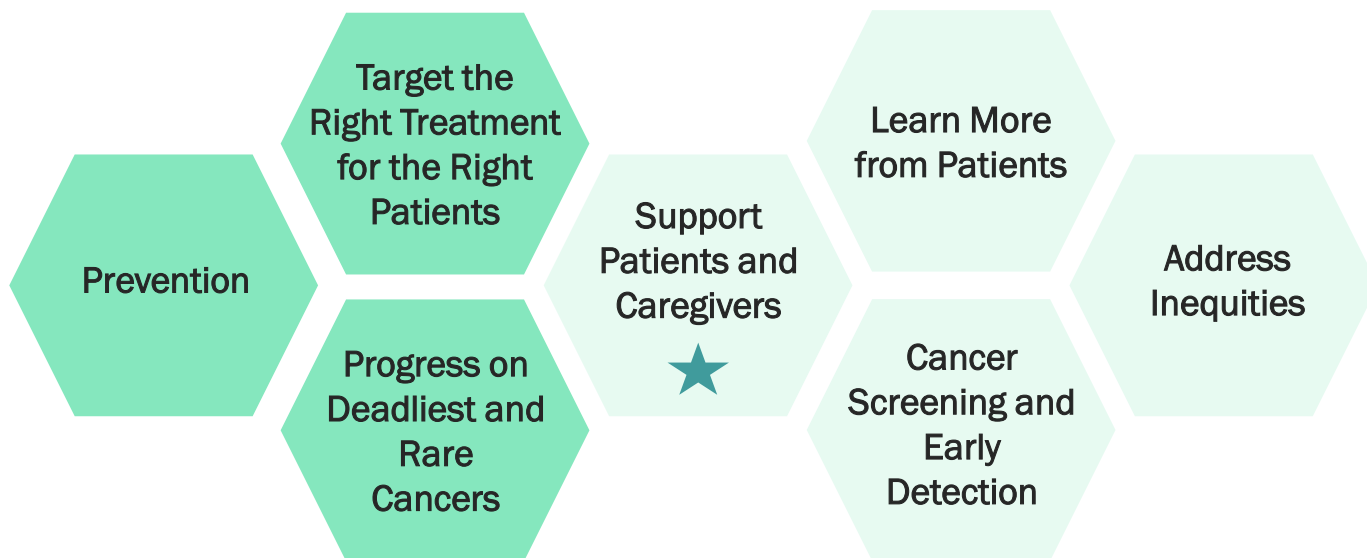 Prevention
Target the
Right Treatment
for the Right
Patients
Progress on
Deadliest and
Rare
Cancers
Support
Patients and
Caregivers
Learn More
from Patients
Cancer
Screening and
Early
Detection
Address
Inequities